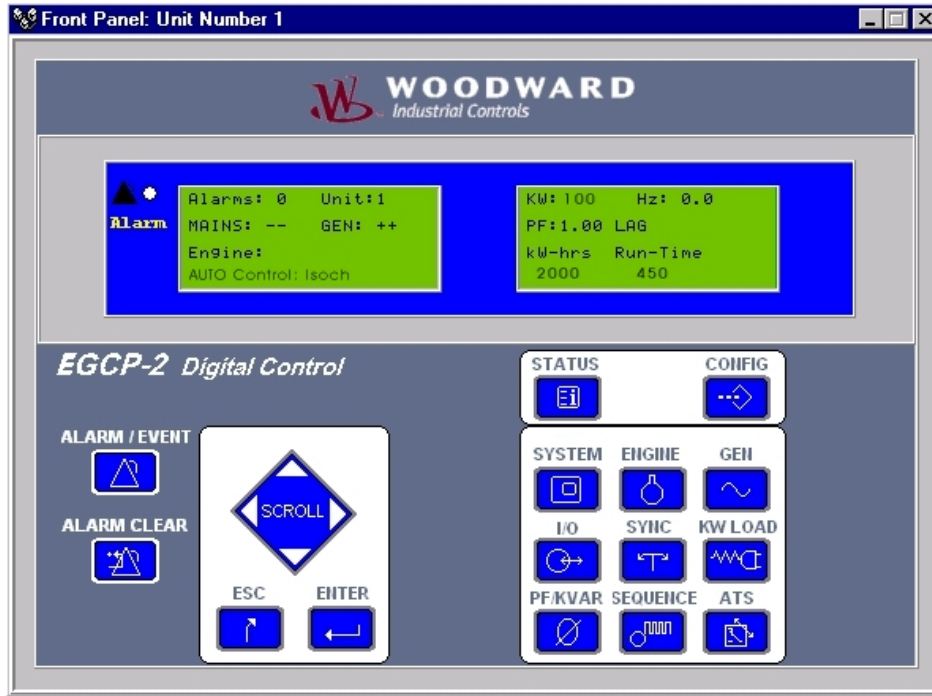 Front Panel: Unit Number 1
WOODWARD
Industrial Controls
Alarm
Alarms: 0 Unit:1
MAINS: -- GEN: ++
Engine:
AUTO Control: Isoch
KW: 100 Hz: 0.0
PF:1.00 LAG
kW-hrs Run-Time
2000 450
EGCP-2 Digital Control
STATUS CONFIG
ALARM / EVENT
ALARM CLEAR
SCROLL
ESC ENTER
SYSTEM ENGINE GEN
I/O SYNC KW LOAD
PF/KVAR SEQUENCE ATS